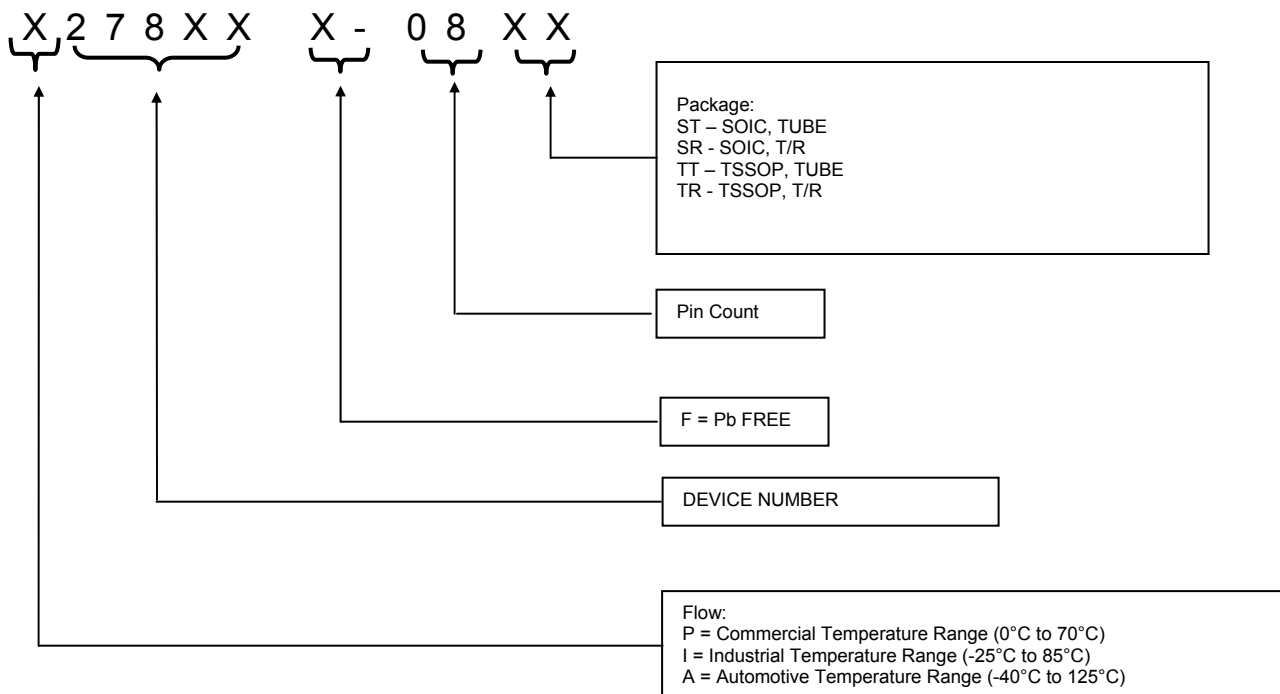 X 2 7 8 X X X - 0 8 X X
Package:
ST – SOIC, TUBE
SR - SOIC, T/R
TT – TSSOP, TUBE
TR - TSSOP, T/R
Pin Count
F = Pb FREE
DEVICE NUMBER
Flow:
P = Commercial Temperature Range (0°C to 70°C)
I = Industrial Temperature Range (-25°C to 85°C)
A = Automotive Temperature Range (-40°C to 125°C)